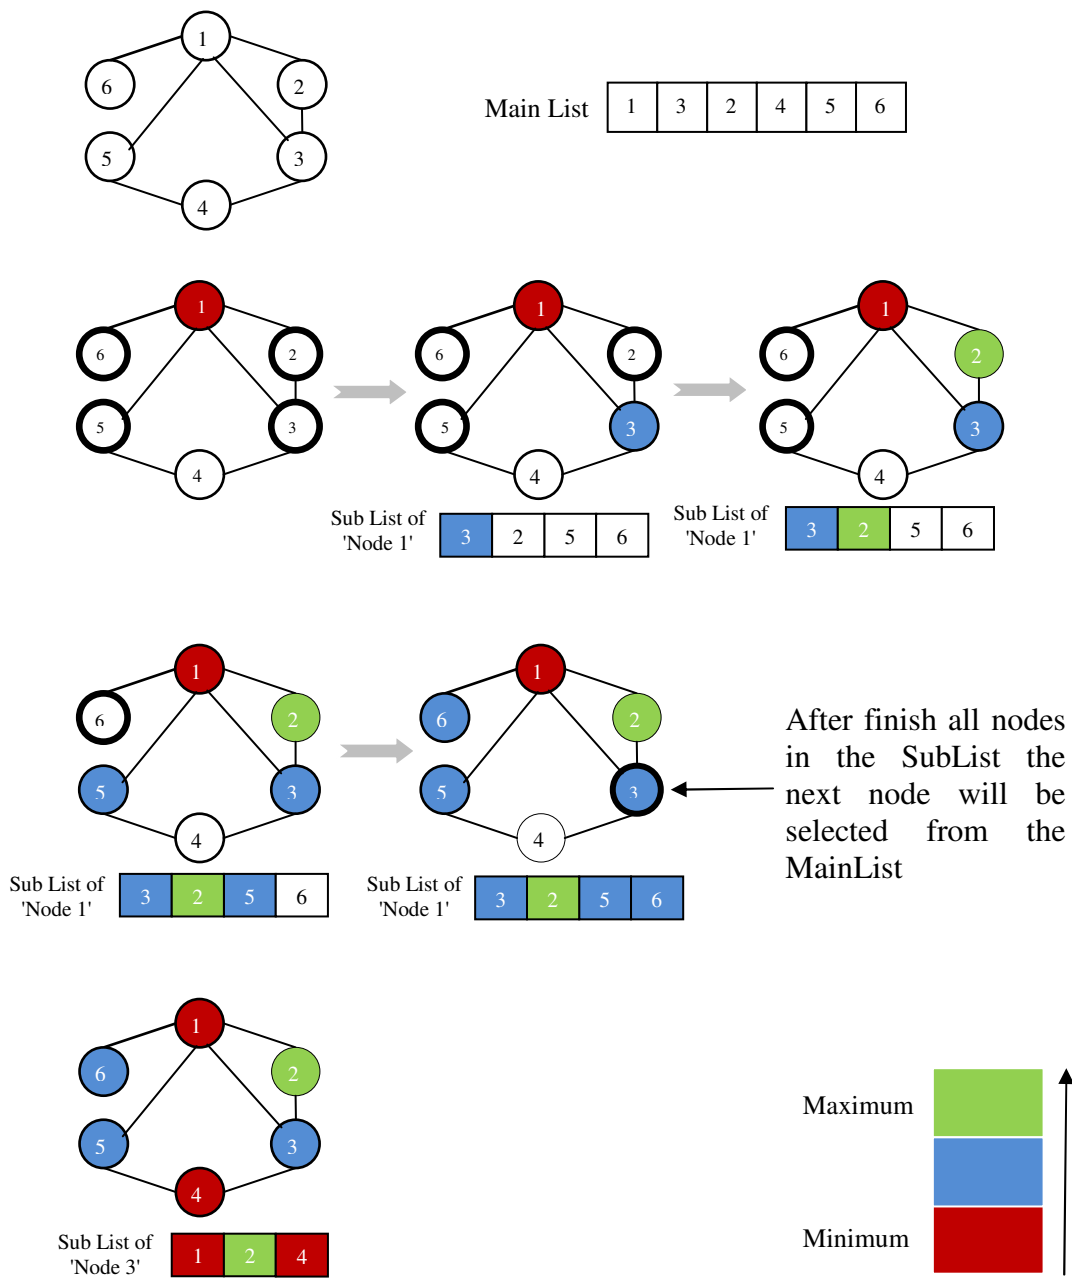 1
6
2
5
3
4
Main List 1 3 2 4 5 6
1
6
2
5
3
4
1
6
2
5
3
4
Sub List of
'Node 1'
3 2 5 6
1
6
2
5
3
4
Sub List of
'Node 1'
3 2 5 6
1
6
2
5
3
4
Sub List of
'Node 1'
3 2 5 6
1
6
2
5
3
4
Sub List of
'Node 1'
3 2 5 6
After finish all nodes
in the SubList the
next node will be
selected from the
MainList
1
6
2
5
3
4
Sub List of
'Node 3'
1 2 4
Maximum
Minimum